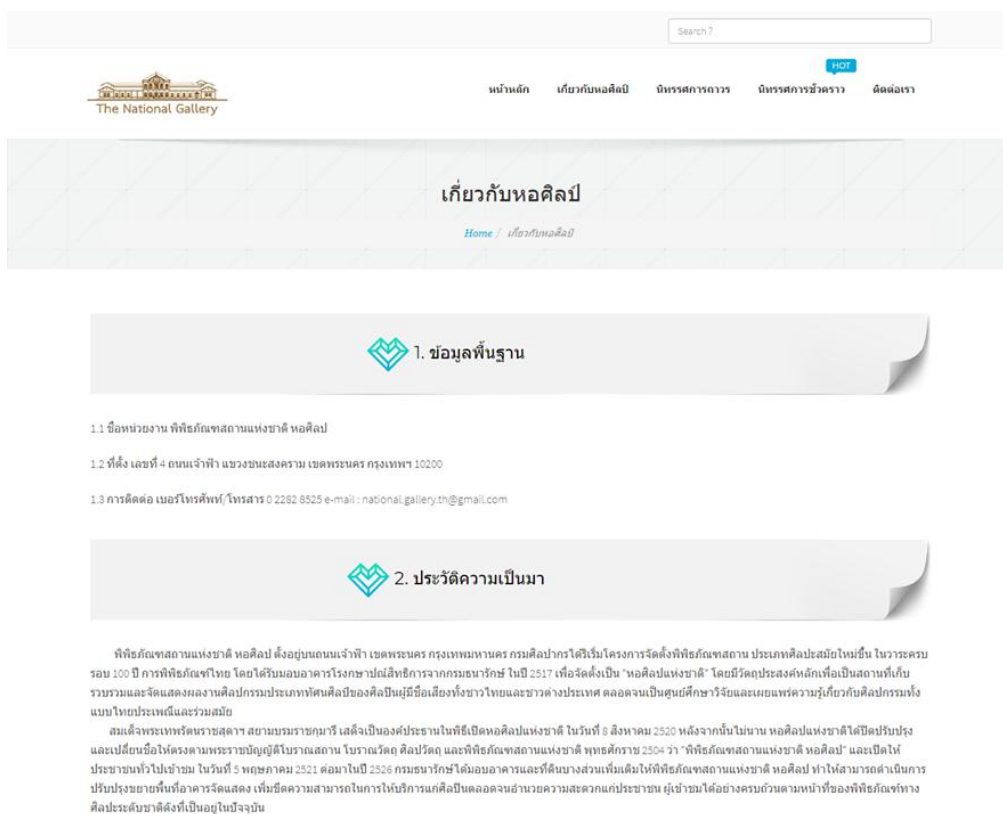 Search ?
HOT
The National Gallery
หน้าหลัก เกี่ยวกับหอศิลป์ นิทรรศการถาวร นิทรรศการชั่วคราว ติดต่อเรา
เกี่ยวกับหอศิลป์
Home / เกี่ยวกับหอศิลป์
1. ข้อมูลพื้นฐาน
1.1 ชื่อหน่วยงาน พิพิธภัณฑสถานแห่งชาติ หอศิลป
1.2 ที่ตั้ง เลขที่ 4 ถนนเจ้าฟ้า แขวงชนะสงคราม เขตพระนคร กรุงเทพฯ 10200
1.3 การติดต่อ เบอร์โทรศัพท์/โทรสาร 0 2282 8525 e-mail : national.gallery.th@gmail.com
2. ประวัติความเป็นมา
พิพิธภัณฑสถานแห่งชาติ หอศิลป ตั้งอยู่บนถนนเจ้าฟ้า เขตพระนคร กรุงเทพมหานคร กรมศิลปากรได้ริเริ่มโครงการจัดตั้งพิพิธภัณฑสถาน ประเภทศิลปะสมัยใหม่ขึ้น ในวาระครบ
รอบ 100 ปี การพิพิธภัณฑ์ไทย โดยได้รับมอบอาคารโรงกษาปณ์สิทธิการจากกรมธนารักษ์ ในปี 2517 เพื่อจัดตั้งเป็น “หอศิลปแห่งชาติ” โดยมีวัตถุประสงค์หลักเพื่อเป็นสถานที่เก็บ
รวบรวมและจัดแสดงผลงานศิลปกรรมประเภททัศนศิลป์ของศิลปินผู้มีชื่อเสียงทั้งชาวไทยและชาวต่างประเทศ ตลอดจนเป็นศูนย์ศึกษาวิจัยและเผยแพร่ความรู้เกี่ยวกับศิลปกรรมทั้ง
แบบไทยประเพณีและร่วมสมัย
สมเด็จพระเทพรัตนราชสุดาฯ สยามบรมราชกุมารี เสด็จเป็นองค์ประธานในพิธีเปิดหอศิลปแห่งชาติ ในวันที่ 8 สิงหาคม 2520 หลังจากนั้นไม่นาน หอศิลปแห่งชาติได้ปิดปรับปรุง
และเปลี่ยนชื่อให้ตรงตามพระราชบัญญัติโบราณสถาน โบราณวัตถุ ศิลปวัตถุ และพิพิธภัณฑสถานแห่งชาติ พุทธศักราช 2504 ว่า “พิพิธภัณฑสถานแห่งชาติ หอศิลป” และเปิดให้
ประชาชนทั่วไปเข้าชม ในวันที่ 5 พฤษภาคม 2521 ต่อมาในปี 2526 กรมธนารักษ์ได้มอบอาคารและที่ดินบางส่วนเพิ่มเติมให้พิพิธภัณฑสถานแห่งชาติ หอศิลป ทำให้สามารถดำเนินการ
ปรับปรุงขยายพื้นที่อาคารจัดแสดง เพิ่มขีดความสามารถในการให้บริการแก่ศิลปินตลอดจนอำนวยความสะดวกแก่ประชาชน ผู้เข้าชมได้อย่างครบถ้วนตามหน้าที่ของพิพิธภัณฑ์ทาง
ศิลปะระดับชาติดังที่เป็นอยู่ในปัจจุบัน